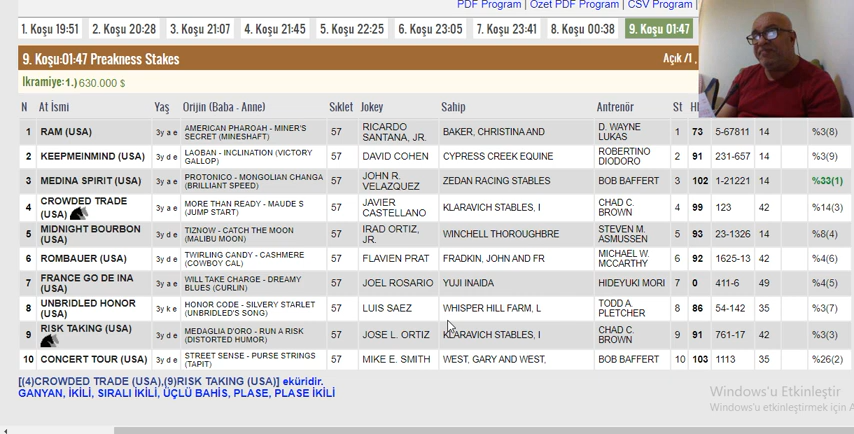 PDF Program | Özet PDF Program | CSV Program |
1. Koşu 19:51 2. Koşu 20:28 3. Koşu 21:07 4. Koşu 21:45 5. Koşu 22:25 6. Koşu 23:05 7. Koşu 23:41 8. Koşu 00:38 9. Koşu 01:47
9. Koşu:01:47 Preakness Stakes Açık /1 ,
İkramiye:1.) 630.000 $
N At İsmi Yaş Orijin (Baba - Anne) Sıklet Jokey Sahip Antrenör St
1 RAM (USA) 3y a e AMERICAN PHAROAH - MINER'S SECRET (MINESHAFT) 57 RICARDO SANTANA, JR. BAKER, CHRISTINA AND D. WAYNE LUKAS 1 73 5-67811 14 %3(8)
2 KEEPMEINMIND (USA) 3y d e LAOBAN - INCLINATION (VICTORY GALLOP) 57 DAVID COHEN CYPRESS CREEK EQUINE ROBERTINO DIODORO 2 91 231-657 14 %3(9)
3 MEDINA SPIRIT (USA) 3y d e PROTONICO - MONGOLIAN CHANGA (BRILLIANT SPEED) 57 JOHN R. VELAZQUEZ ZEDAN RACING STABLES BOB BAFFERT 3 102 1-21221 14 %33(1)
4 CROWDED TRADE (USA) 3y a e MORE THAN READY - MAUDE S (JUMP START) 57 JAVIER CASTELLANO KLARAVICH STABLES, I CHAD C. BROWN 4 99 123 42 %14(3)
5 MIDNIGHT BOURBON (USA) 3y d e TIZNOW - CATCH THE MOON (MALIBU MOON) 57 IRAD ORTIZ, JR. WINCHELL THOROUGHBRE STEVEN M. ASMUSSEN 5 93 23-1326 14 %8(4)
6 ROMBAUER (USA) 3y d e TWIRLING CANDY - CASHMERE (COWBOY CAL) 57 FLAVIEN PRAT FRADKIN, JOHN AND FR MICHAEL W. MCCARTHY 6 92 1625-13 42 %4(6)
7 FRANCE GO DE INA (USA) 3y a e WILL TAKE CHARGE - DREAMY BLUES (CURLIN) 57 JOEL ROSARIO YUJI INAIDA HIDEYUKI MORI 7 0 411-6 49 %4(5)
8 UNBRIDLED HONOR (USA) 3y k e HONOR CODE - SILVERY STARLET (UNBRIDLED'S SONG) 57 LUIS SAEZ WHISPER HILL FARM, L TODD A. PLETCHER 8 86 54-142 35 %3(7)
9 RISK TAKING (USA) 3y d e MEDAGLIA D'ORO - RUN A RISK (DISTORTED HUMOR) 57 JOSE L. ORTIZ KLARAVICH STABLES, I CHAD C. BROWN 9 91 761-17 42 %3(3)
10 CONCERT TOUR (USA) 3y d e STREET SENSE - PURSE STRINGS (TAPIT) 57 MIKE E. SMITH WEST, GARY AND WEST, BOB BAFFERT 10 103 1113 35 %26(2)
[(4)CROWDED TRADE (USA),(9)RISK TAKING (USA)] eküridir.
GANYAN, İKİLİ, SIRALI İKİLİ, ÜÇLÜ BAHİS, PLASE, PLASE İKİLİ
Windows'u Etkinleştir
Windows'u etkinleştirmek için